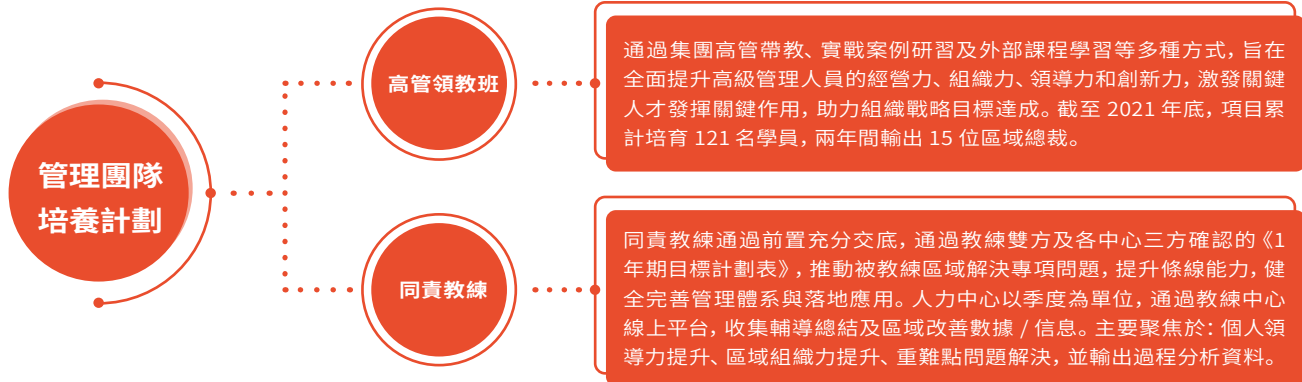 管理團隊
培養計劃
高管領教班
通過集團高管帶教、實戰案例研習及外部課程學習等多種方式，旨在
全面提升高級管理人員的經營力、組織力、領導力和創新力，激發關鍵
人才發揮關鍵作用，助力組織戰略目標達成。截至 2021 年底，項目累
計培育 121 名學員，兩年間輸出 15 位區域總裁。
同責教練
同責教練通過前置充分交底，通過教練雙方及各中心三方確認的《1
年期目標計劃表》，推動被教練區域解決專項問題，提升條線能力，健
全完善管理體系與落地應用。人力中心以季度為單位，通過教練中心
線上平台，收集輔導總結及區域改善數據 / 信息。主要聚焦於：個人領
導力提升、區域組織力提升、重難點問題解決，並輸出過程分析資料。